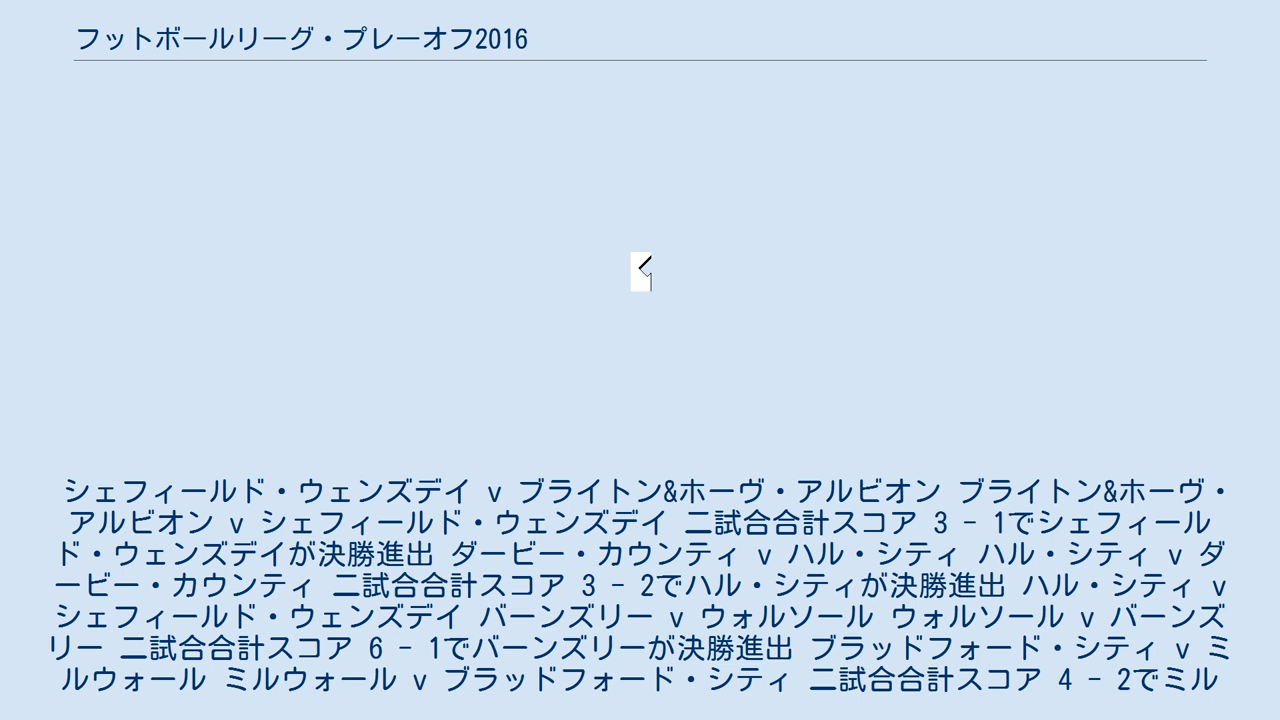 フットボールリーグ・プレーオフ2016
シェフィールド・ウェンズデイ v ブライトン&ホーヴ・アルビオン ブライトン&ホーヴ・
アルビオン v シェフィールド・ウェンズデイ 二試合合計スコア 3 - 1でシェフィール
ド・ウェンズデイが決勝進出 ダービー・カウンティ v ハル・シティ ハル・シティ v ダ
ービー・カウンティ 二試合合計スコア 3 - 2でハル・シティが決勝進出 ハル・シティ v
シェフィールド・ウェンズデイ バーンズリー v ウォルソール ウォルソール v バーンズ
リー 二試合合計スコア 6 - 1でバーンズリーが決勝進出 ブラッドフォード・シティ v ミ
ルウォール ミルウォール v ブラッドフォード・シティ 二試合合計スコア 4 - 2でミル